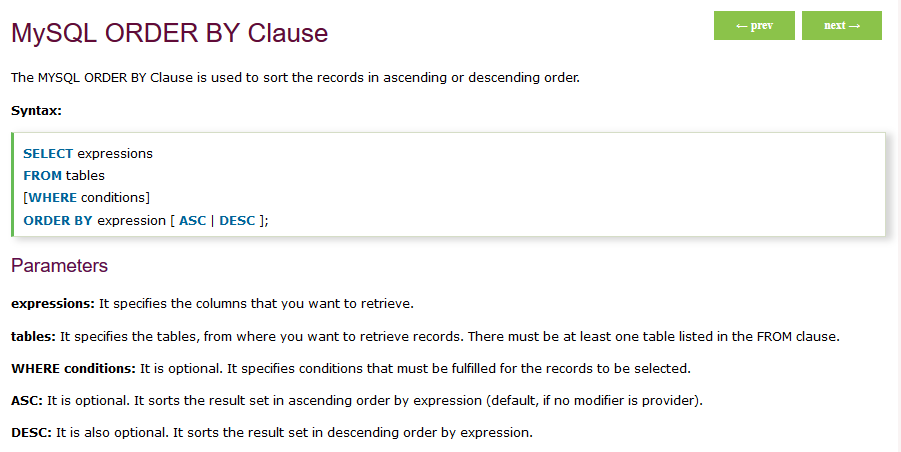 MySQL ORDER BY Clause
← prev
next →
The MYSQL ORDER BY Clause is used to sort the records in ascending or descending order.
Syntax:
SELECT expressions
FROM tables
[WHERE conditions]
ORDER BY expression [ ASC | DESC ];
Parameters
expressions: It specifies the columns that you want to retrieve.
tables: It specifies the tables, from where you want to retrieve records. There must be at least one table listed in the FROM clause.
WHERE conditions: It is optional. It specifies conditions that must be fulfilled for the records to be selected.
ASC: It is optional. It sorts the result set in ascending order by expression (default, if no modifier is provider).
DESC: It is also optional. It sorts the result set in descending order by expression.